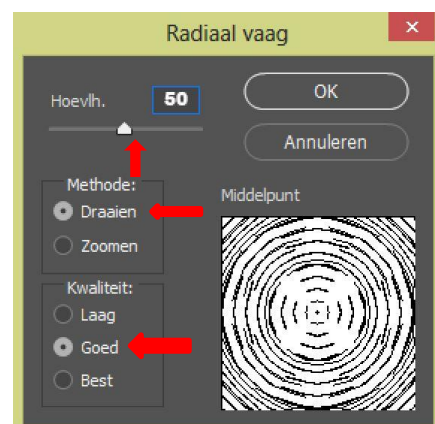 Radiaal vaag
Hoevlh. 50
OK
Annuleren
Methode:
Draaien
Zoomen
Middelpunt
Kwaliteit:
Laag
Goed
Best